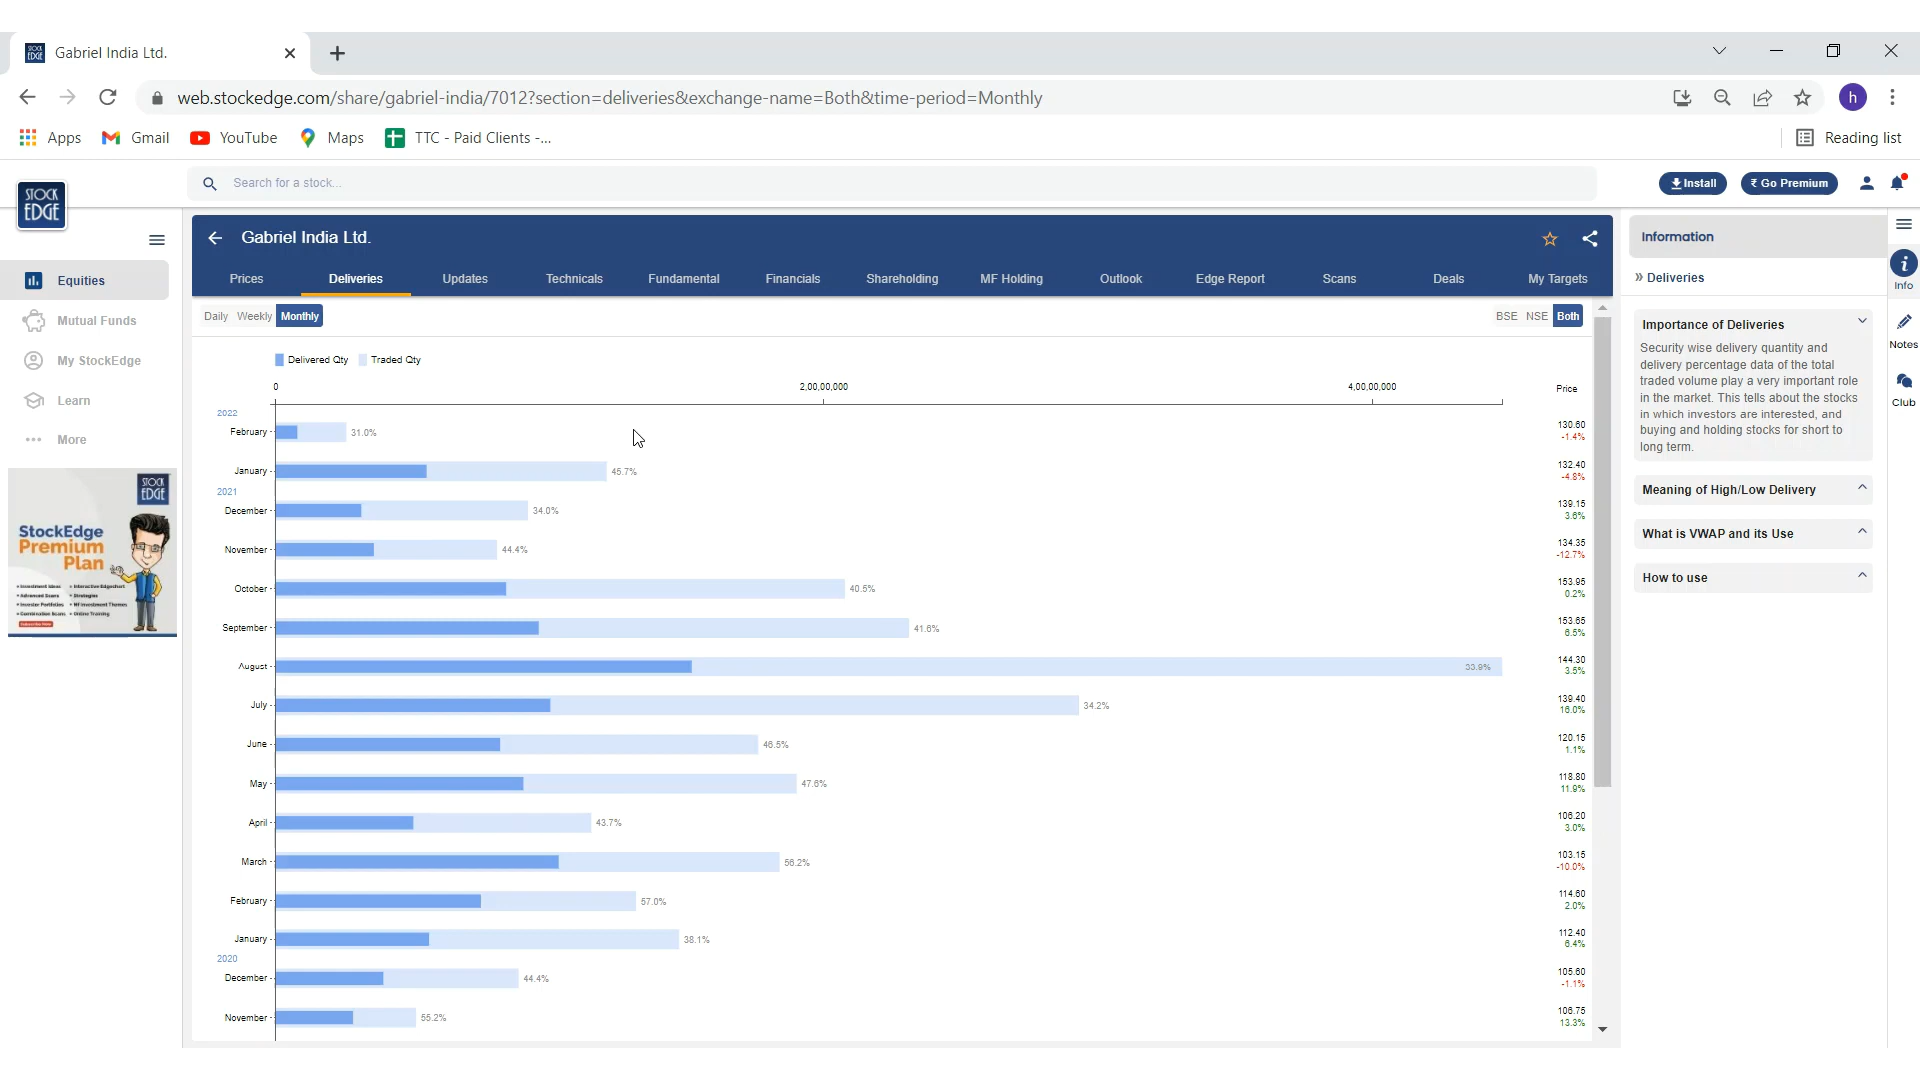 Gabriel India Ltd.
web.stockedge.com/share/gabriel-india/7012?section=deliveries&exchange-name=Both&time-period=Monthly
h
Apps Gmail YouTube Maps TTC - Paid Clients -... Reading list
STOCK EDGE
Search for a stock...
Install ₹ Go Premium
Equities
Mutual Funds
My StockEdge
Learn
More
STOCK EDGE
StockEdge
Premium
Plan
Gabriel India Ltd.
Prices Deliveries Updates Technicals Fundamental Financials Shareholding MF Holding Outlook Edge Report Scans Deals My Targets
Daily Weekly Monthly BSE NSE Both
Delivered Qty Traded Qty
0 2,00,00,000 4,00,00,000 Price
2022
February 31.0% 130.60
-1.4%
January 45.7% 132.40
-4.8%
2021
December 34.0% 139.15
3.6%
November 44.4% 134.35
-12.7%
October 40.5% 153.95
0.2%
September 41.6% 153.65
6.5%
August 33.9% 144.30
3.5%
July 34.2% 139.40
16.0%
June 46.5% 120.15
1.1%
May 47.6% 118.80
11.9%
April 43.7% 106.20
3.0%
March 56.2% 103.15
-10.0%
February 57.0% 114.60
2.0%
January 38.1% 112.40
6.4%
2020
December 44.4% 105.60
-1.1%
November 55.2% 106.75
13.3%
Information
» Deliveries
Importance of Deliveries
Security wise delivery quantity and
delivery percentage data of the total
traded volume play a very important role
in the market. This tells about the stocks
in which investors are interested, and
buying and holding stocks for short to
long term.
Meaning of High/Low Delivery
What is VWAP and its Use
How to use
Info
Notes
Club